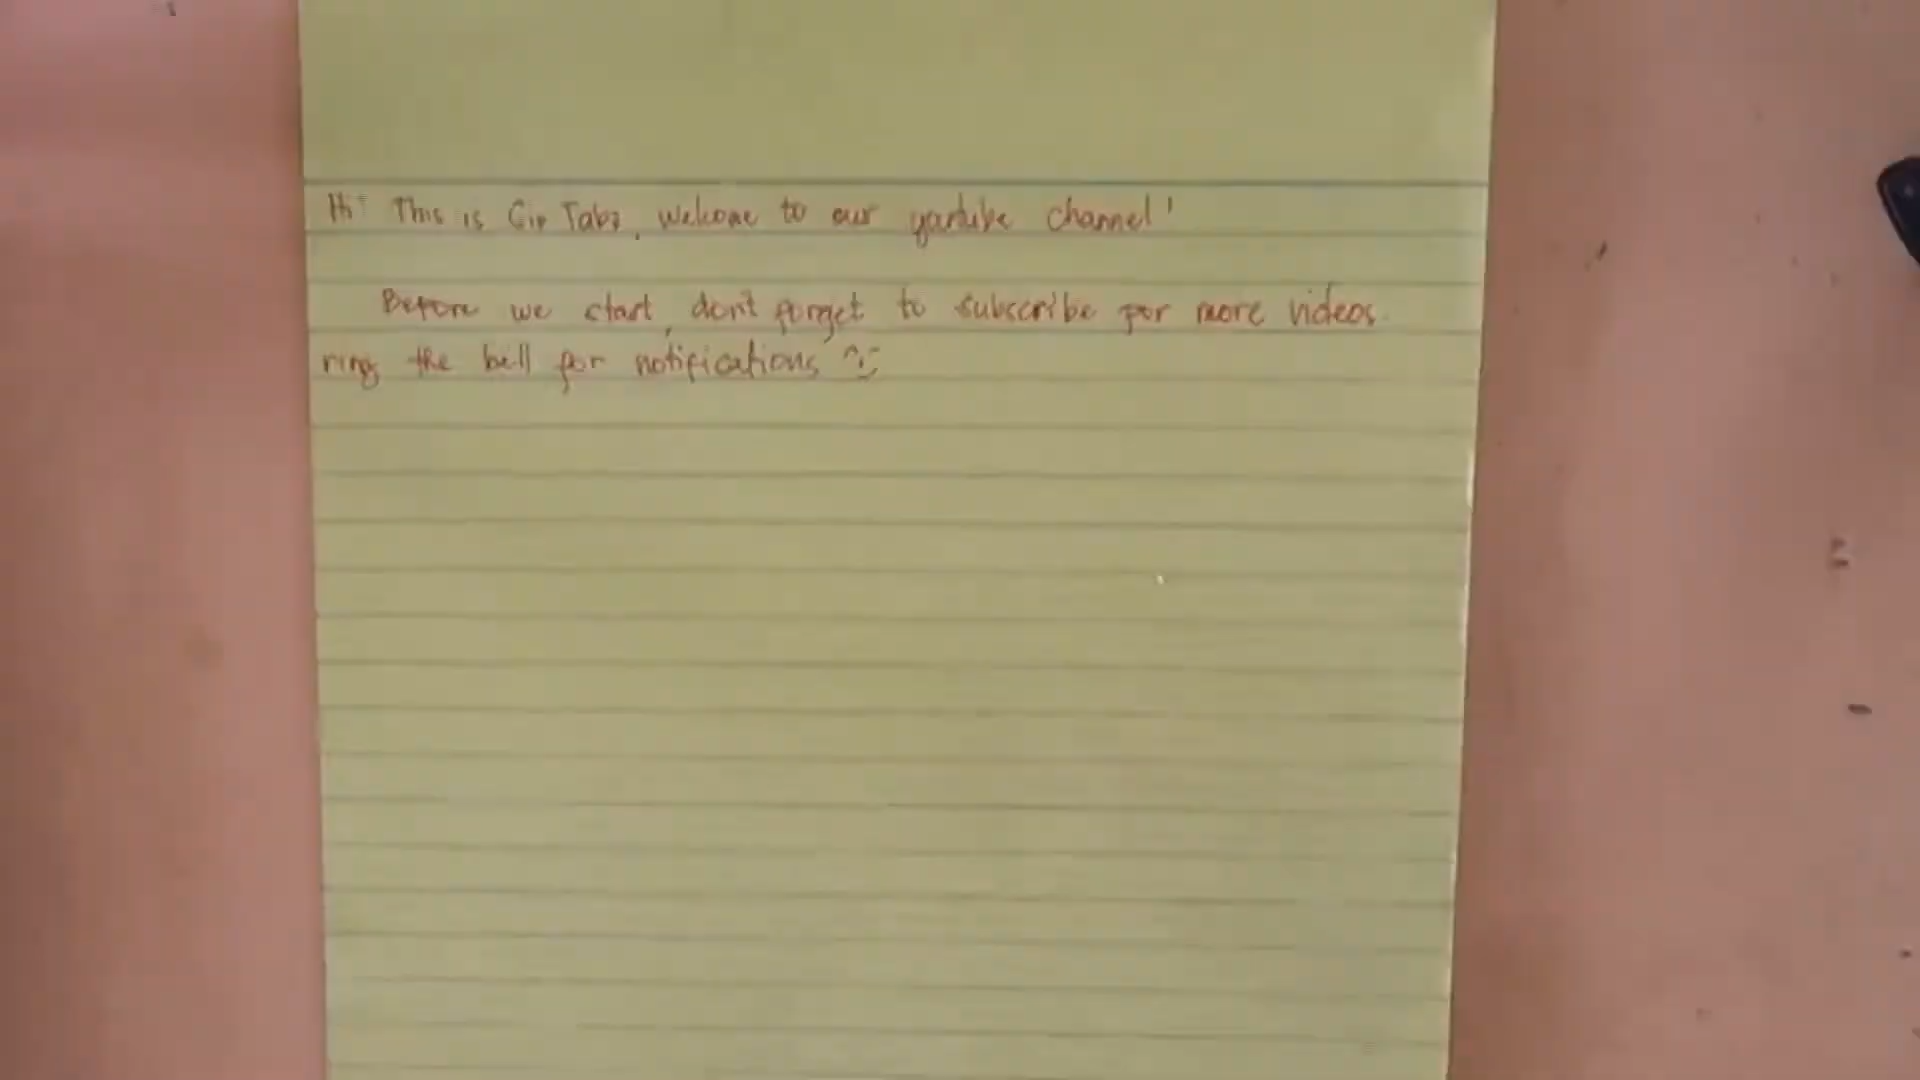 Hi! This is Cir Tabz, welcome to our youtube channel!
Before we start, don't forget to subscribe for more videos.
ring the bell for notifications